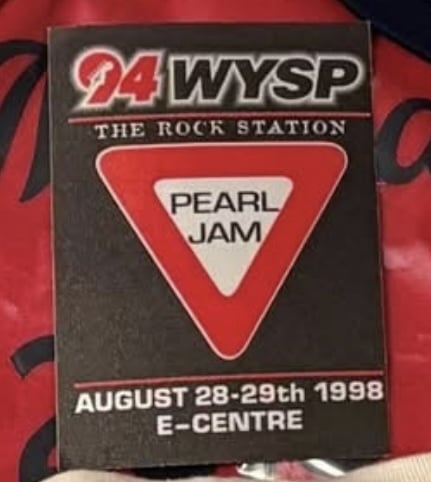 94 WYSP
THE ROCK STATION
PEARL
JAM
AUGUST 28-29th 1998
E-CENTRE